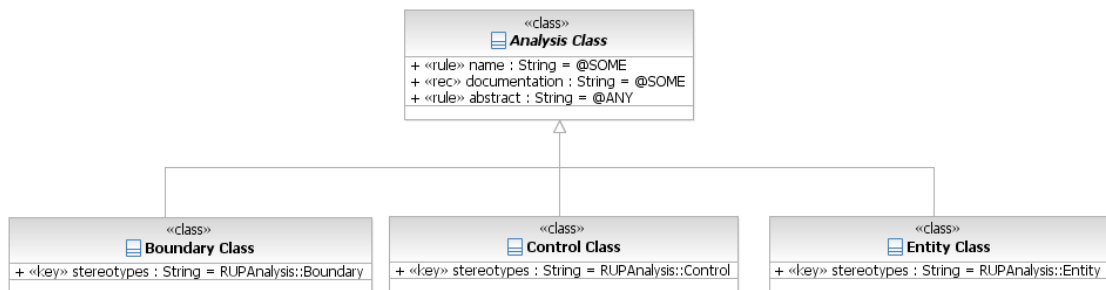 «class»
Analysis Class
+ «rule» name : String = @SOME
+ «rec» documentation : String = @SOME
+ «rule» abstract : String = @ANY
«class»
Boundary Class
+ «key» stereotypes : String = RUPAnalysis::Boundary
«class»
Control Class
+ «key» stereotypes : String = RUPAnalysis::Control
«class»
Entity Class
+ «key» stereotypes : String = RUPAnalysis::Entity